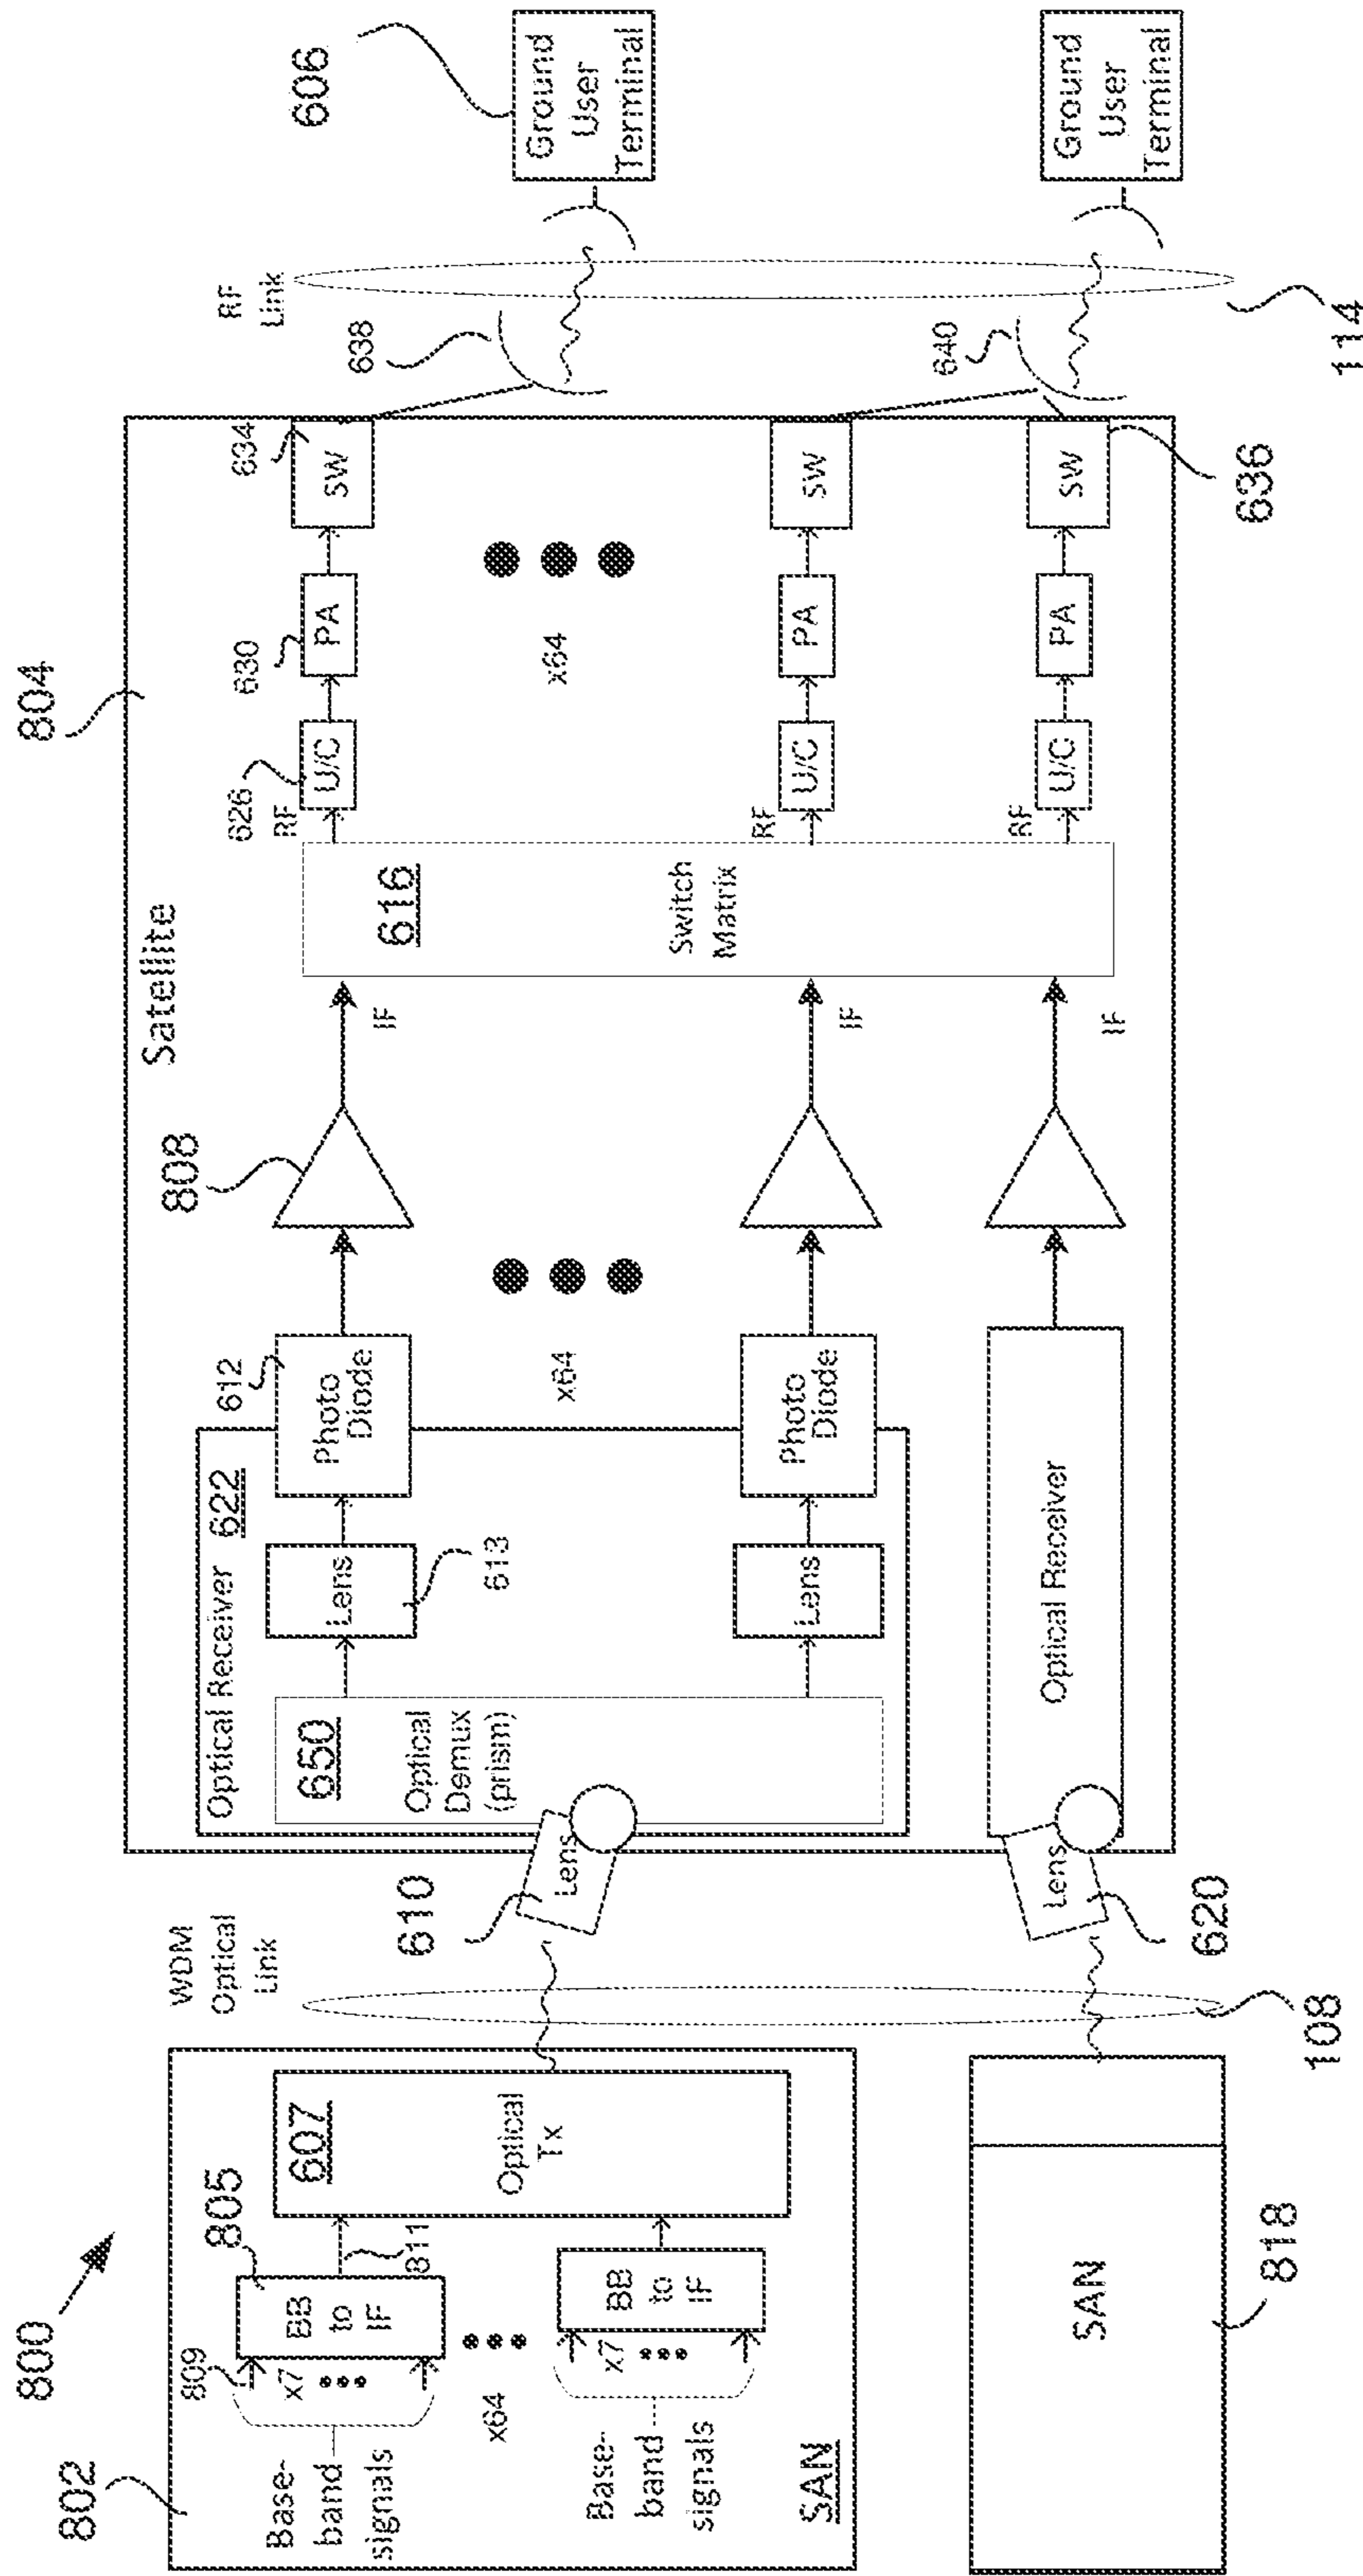 800
802
809
x7
Base-
band
signals
805
BB
to
IF
811
x64
Base-
band
signals
x7
BB
to
IF
607
Optical
Tx
SAN
SAN
818
WDM
Optical
Link
108
610
Lens
620
Lens
804
Satellite
Optical Receiver 622
650
Optical
Demux
(prism)
Lens
613
Lens
612
Photo
Diode
x64
Photo
Diode
Optical Receiver
808
IF
IF
IF
616
Switch
Matrix
RF
626
U/C
630
PA
634
SW
x64
RF
U/C
PA
SW
RF
U/C
PA
SW
636
RF
Link
638
640
114
606
Ground
User
Terminal
Ground
User
Terminal